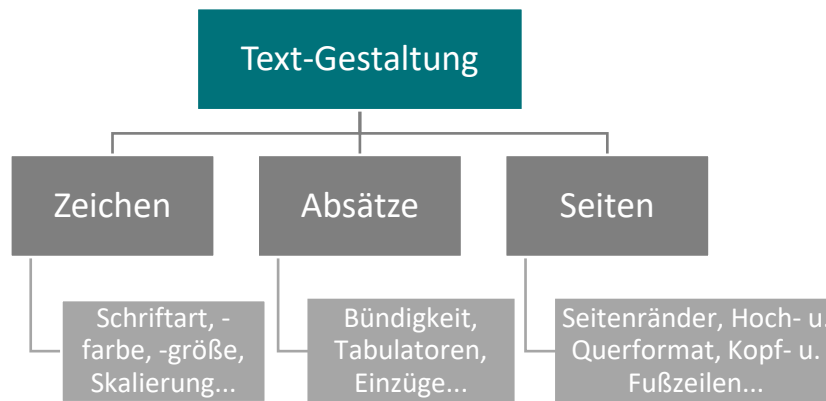 Text-Gestaltung
Zeichen
Absätze
Seiten
Schriftart, -
farbe, -größe,
Skalierung...
Bündigkeit,
Tabulatoren,
Einzüge...
Seitenränder, Hoch- u.
Querformat, Kopf- u.
Fußzeilen...